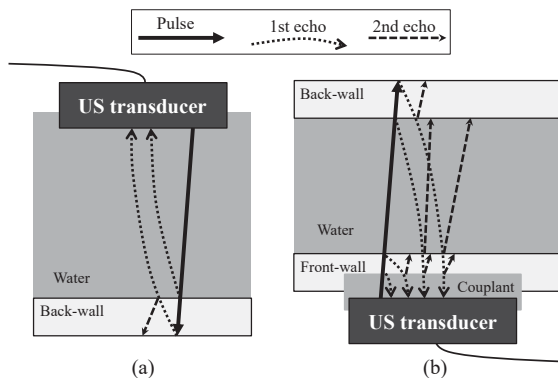 Pulse 1st echo 2nd echo
US transducer
Water
Back-wall
(a)
Back-wall
Water
Front-wall
Couplant
US transducer
(b)